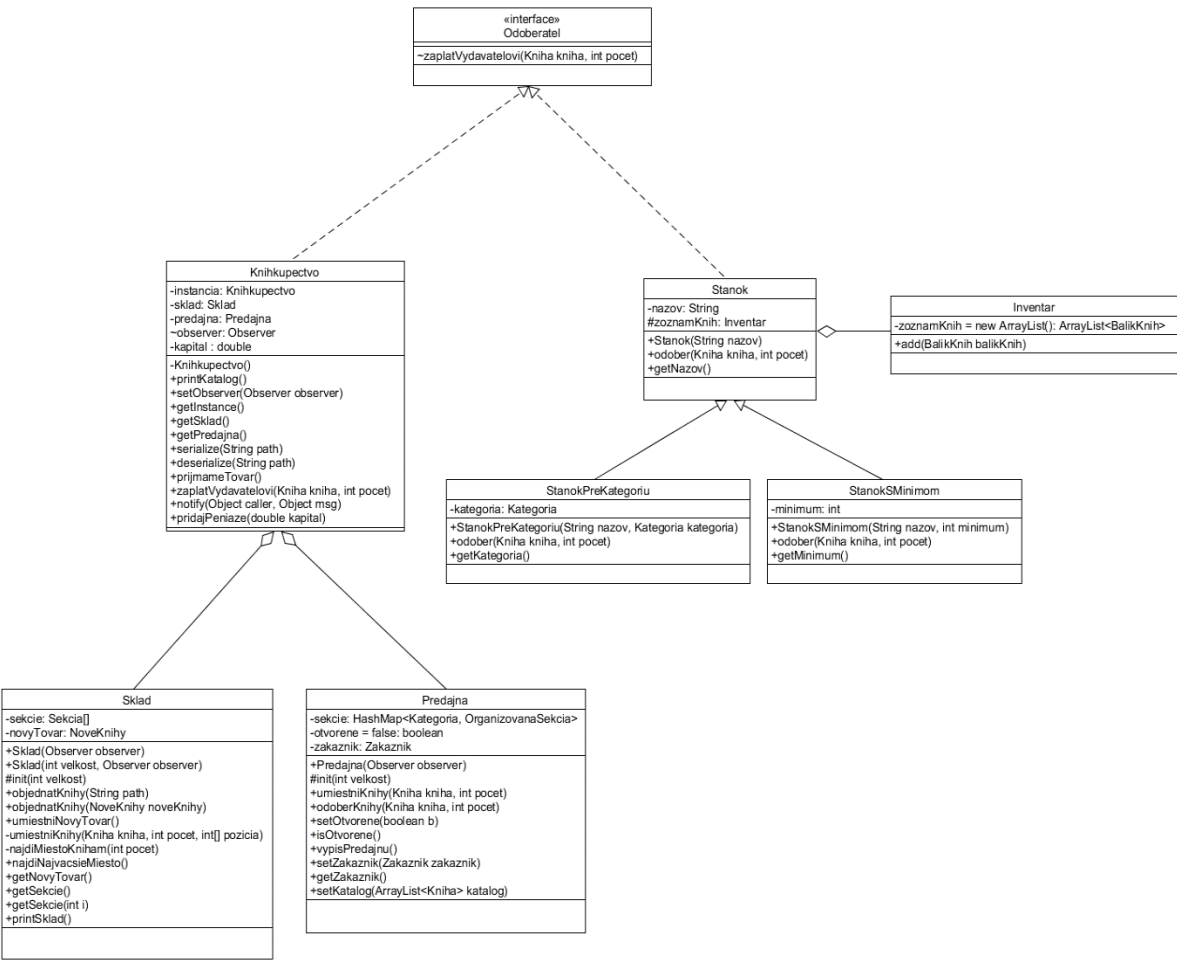 «interface»
Odoberatel
~zaplatVydavatelovi(Kniha kniha, int pocet)
Knihkupectvo
-instancia: Knihkupectvo
-sklad: Sklad
-predajna: Predajna
~observer: Observer
-kapital : double
-Knihkupectvo()
+printKatalog()
+setObserver(Observer observer)
+getInstance()
+getSklad()
+getPredajna()
+serialize(String path)
+deserialize(String path)
+prijmameTovar()
+zaplatVydavatelovi(Kniha kniha, int pocet)
+notify(Object caller, Object msg)
+pridajPeniaze(double kapital)
Stanok
-nazov: String
#zoznamKnih: Inventar
+Stanok(String nazov)
+odober(Kniha kniha, int pocet)
+getNazov()
Inventar
-zoznamKnih = new ArrayList(): ArrayList<BalikKnih>
+add(BalikKnih balikKnih)
StanokPreKategoriu
-kategoria: Kategoria
+StanokPreKategoriu(String nazov, Kategoria kategoria)
+odober(Kniha kniha, int pocet)
+getKategoria()
StanokSMinimom
-minimum: int
+StanokSMinimom(String nazov, int minimum)
+odober(Kniha kniha, int pocet)
+getMinimum()
Sklad
-sekcie: Sekcia[]
-novyTovar: NoveKnihy
+Sklad(Observer observer)
+Sklad(int velkost, Observer observer)
#init(int velkost)
+objednatKnihy(String path)
+objednatKnihy(NoveKnihy noveKnihy)
+umiestniNovyTovar()
-umiestniKnihy(Kniha kniha, int pocet, int[] pozicia)
-najdiMiestoKniham(int pocet)
+najdiNajvacsieMiesto()
+getNovyTovar()
+getSekcie()
+getSekcie(int i)
+printSklad()
Predajna
-sekcie: HashMap<Kategoria, OrganizovanaSekcia>
-otvorene = false: boolean
-zakaznik: Zakaznik
+Predajna(Observer observer)
#init(int velkost)
+umiestniKnihy(Kniha kniha, int pocet)
+odoberKnihy(Kniha kniha, int pocet)
+setOtvorene(boolean b)
+isOtvorene()
+vypisPredajnu()
+setZakaznik(Zakaznik zakaznik)
+getZakaznik()
+setKatalog(ArrayList<Kniha> katalog)